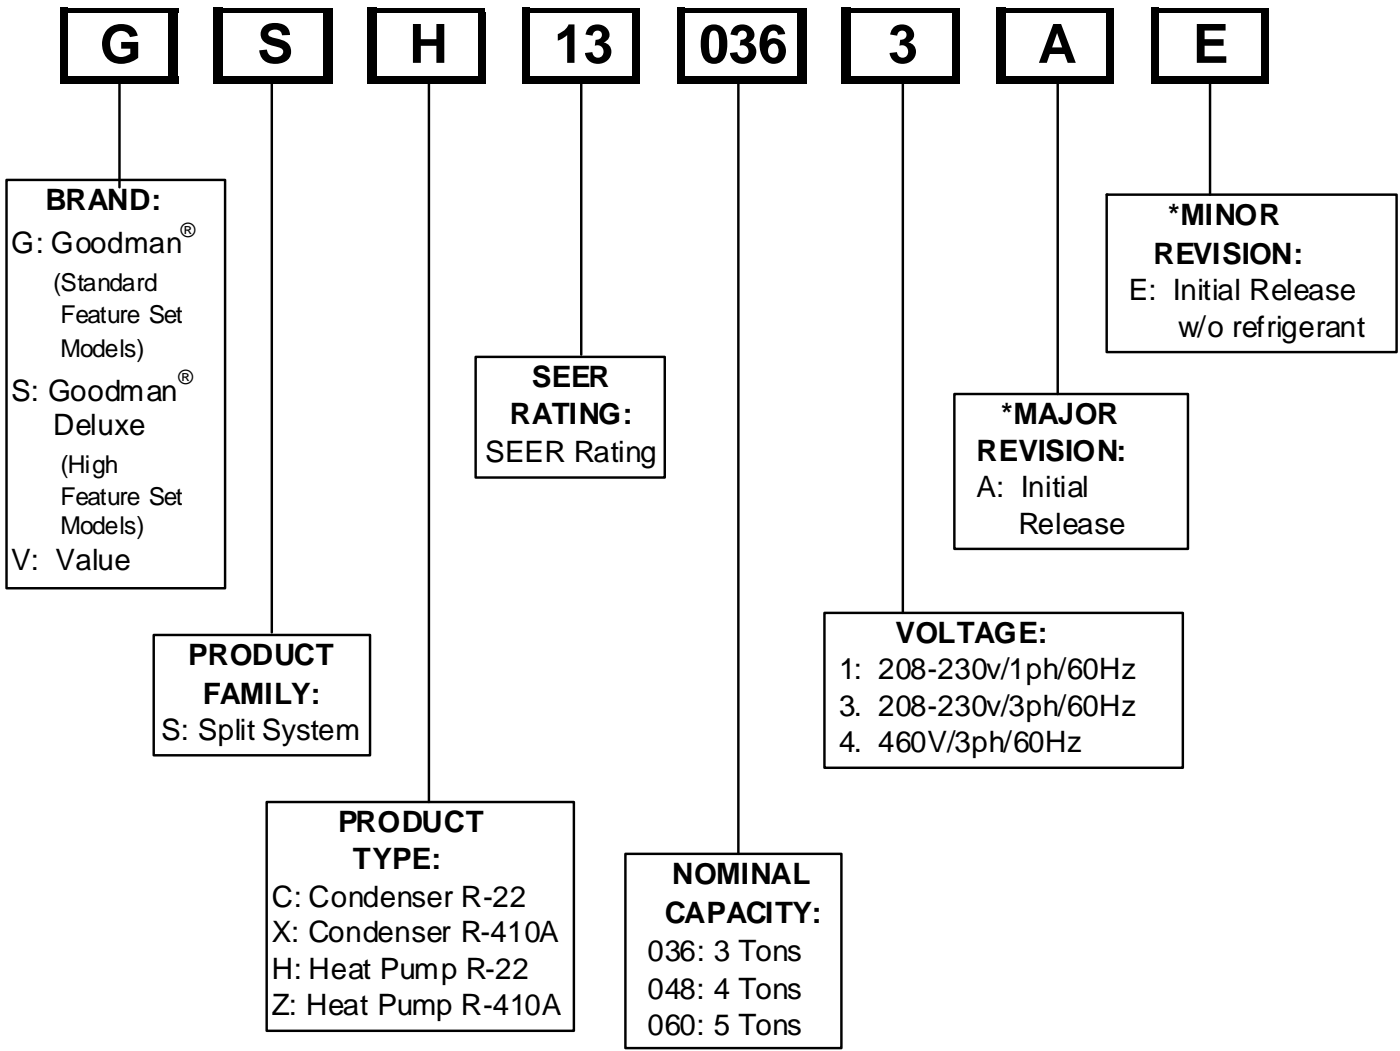 G S H 13 036 3 A E
BRAND:
G: Goodman®
(Standard
Feature Set
Models)
S: Goodman®
Deluxe
(High
Feature Set
Models)
V: Value
PRODUCT
FAMILY:
S: Split System
PRODUCT
TYPE:
C: Condenser R-22
X: Condenser R-410A
H: Heat Pump R-22
Z: Heat Pump R-410A
SEER
RATING:
SEER Rating
NOMINAL
CAPACITY:
036: 3 Tons
048: 4 Tons
060: 5 Tons
VOLTAGE:
1: 208-230v/1ph/60Hz
3. 208-230v/3ph/60Hz
4. 460V/3ph/60Hz
*MAJOR
REVISION:
A: Initial
Release
*MINOR
REVISION:
E: Initial Release
w/o refrigerant